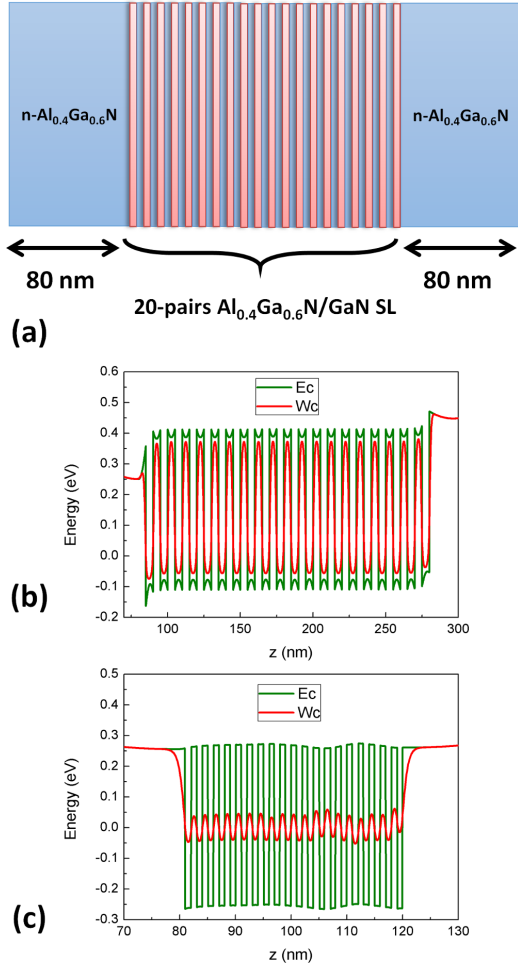 n-Al0.4Ga0.6N n-Al0.4Ga0.6N
80 nm 80 nm
20-pairs Al0.4Ga0.6N/GaN SL
(a)
0.6
0.5
0.4
0.3
0.2
0.1
0.0
-0.1
-0.2
Energy (eV)
Ec
Wc
100 150 200 250 300
z (nm)
(b)
0.5
0.4
0.3
0.2
0.1
0.0
-0.1
-0.2
-0.3
Energy (eV)
Ec
Wc
70 80 90 100 110 120 130
z (nm)
(c)